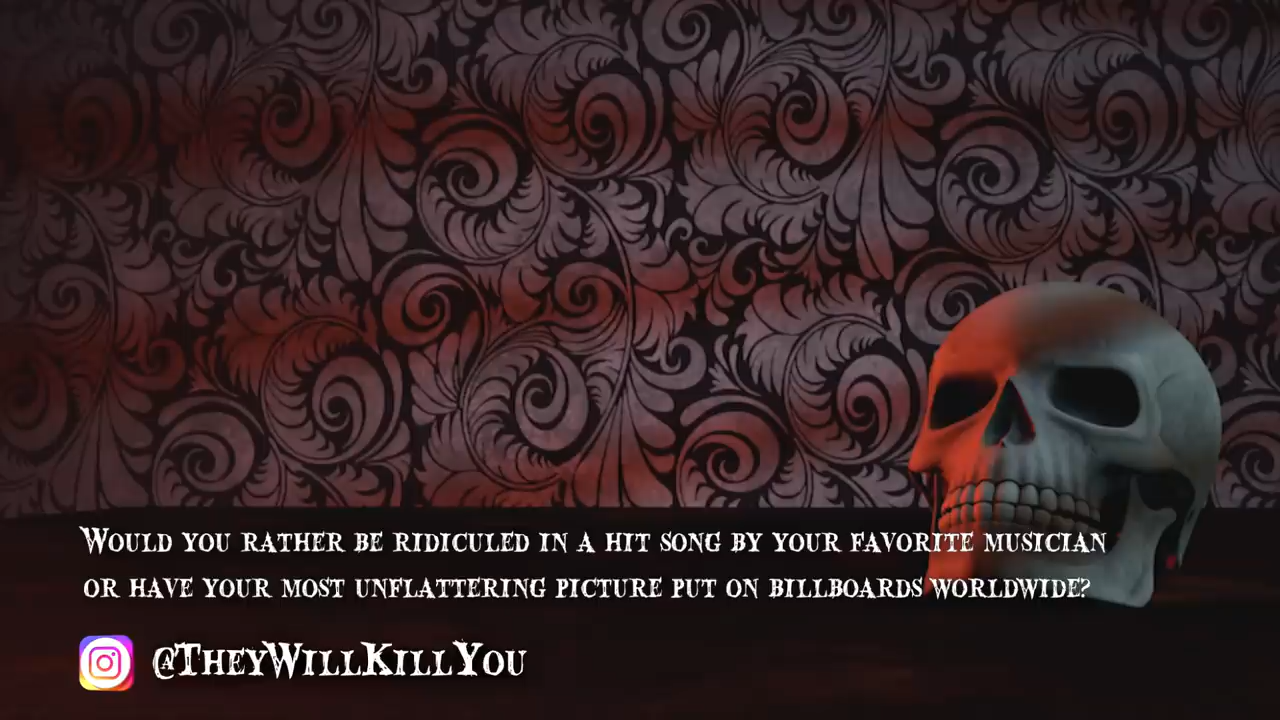 Would you rather be ridiculed in a hit song by your favorite musician
or have your most unflattering picture put on billboards worldwide?
@TheyWillKillYou